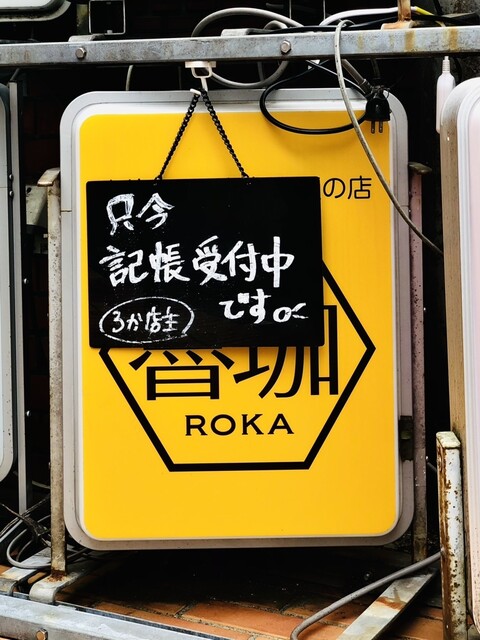 の店
只今
記帳受付中
です。
ろか店主
ROKA